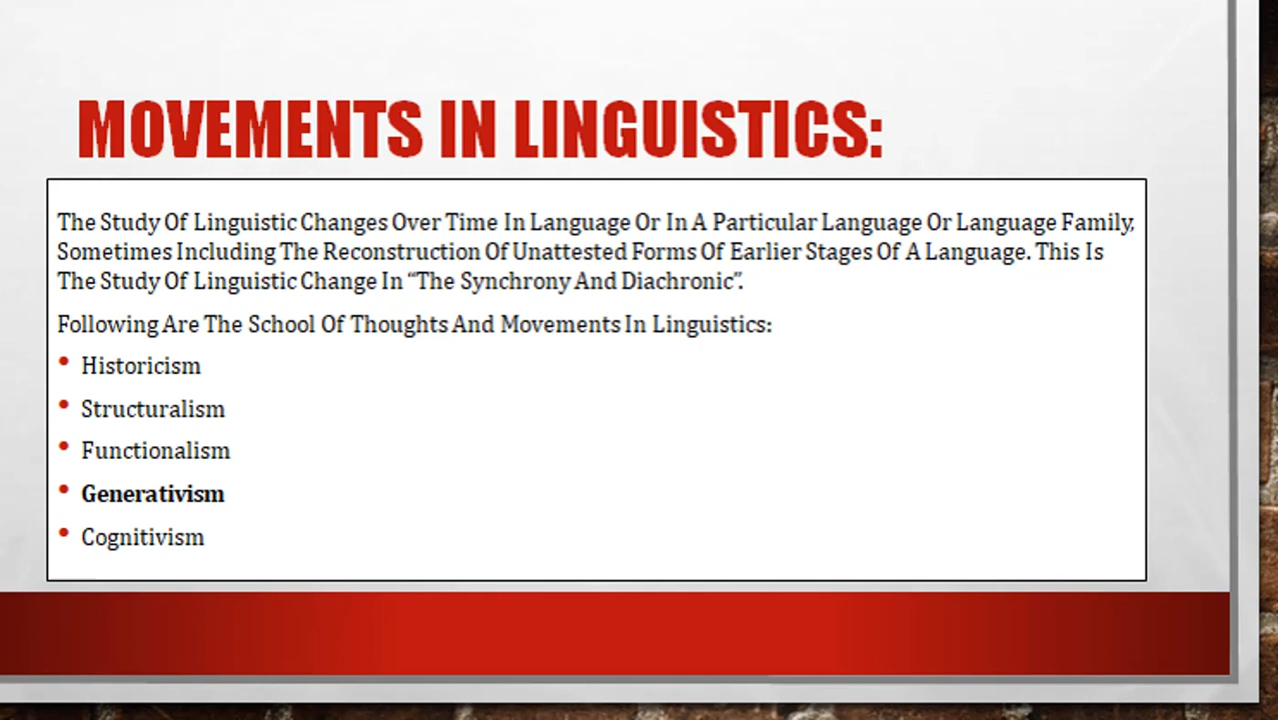 MOVEMENTS IN LINGUISTICS:
The Study Of Linguistic Changes Over Time In Language Or In A Particular Language Or Language Family,
Sometimes Including The Reconstruction Of Unattested Forms Of Earlier Stages Of A Language. This Is
The Study Of Linguistic Change In “The Synchrony And Diachronic”.
Following Are The School Of Thoughts And Movements In Linguistics:
• Historicism
• Structuralism
• Functionalism
• Generativism
• Cognitivism